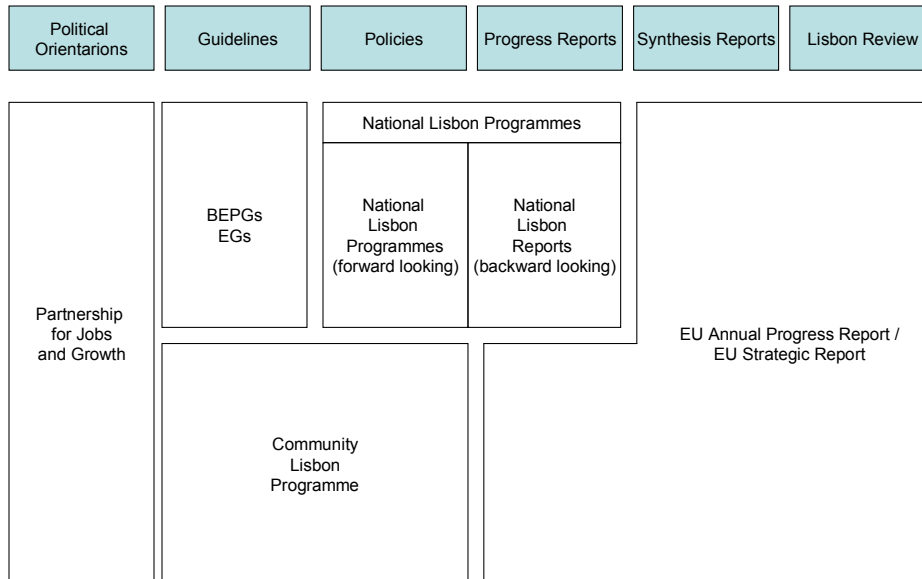 Political
Orientarions
Guidelines
Policies
Progress Reports
Synthesis Reports
Lisbon Review
National Lisbon Programmes
BEPGs
EGs
National
Lisbon
Programmes
(forward looking)
National
Lisbon
Reports
(backward looking)
Partnership
for Jobs
and Growth
EU Annual Progress Report /
EU Strategic Report
Community
Lisbon
Programme